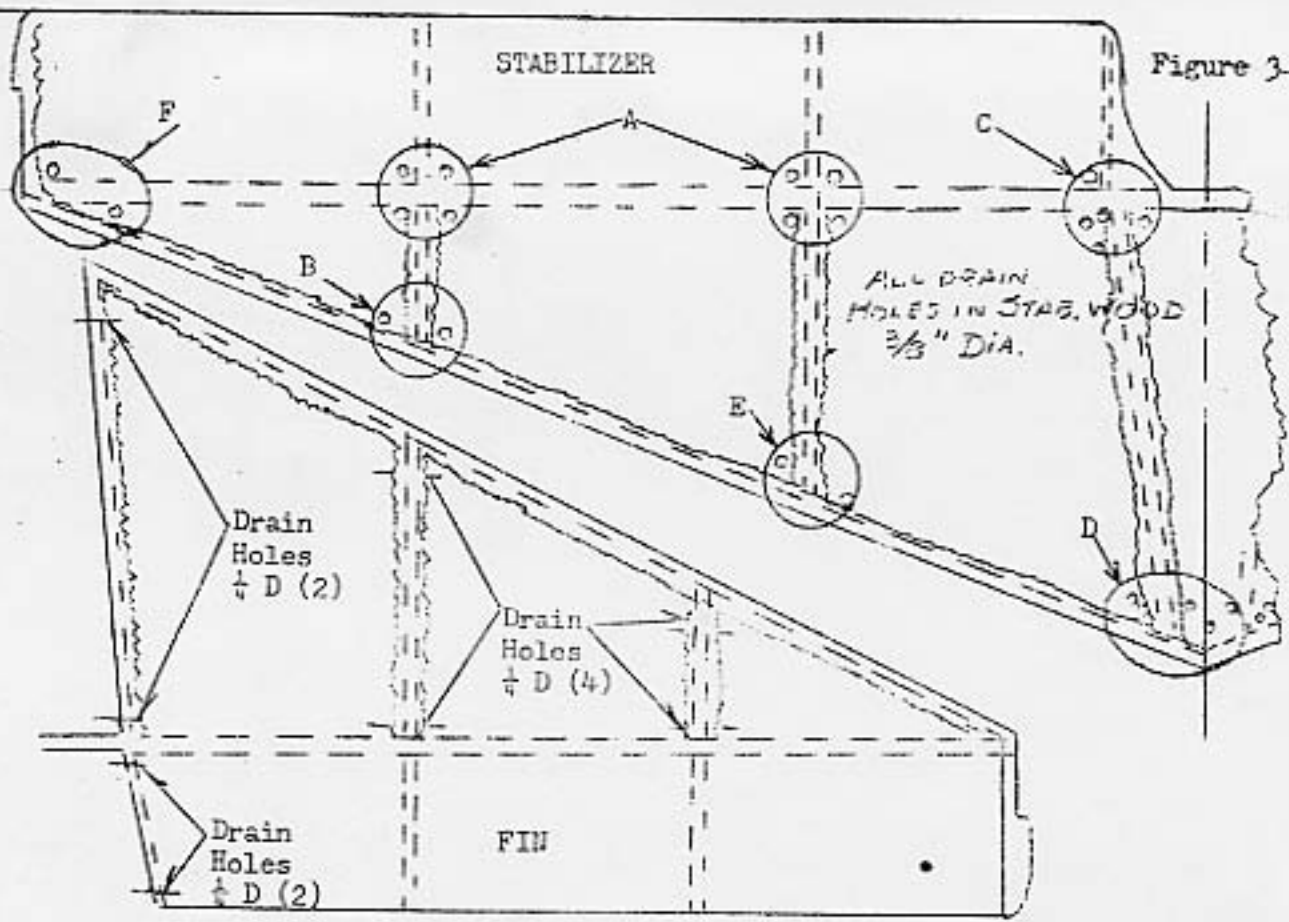 STABILIZER
Figure 3
F
A
C
B
ALL DRAIN
HOLES IN STAB. WOOD
3/8" DIA.
E
D
Drain
Holes
¼ D (2)
Drain
Holes
¼ D (4)
Drain
Holes
¼ D (2)
FIN